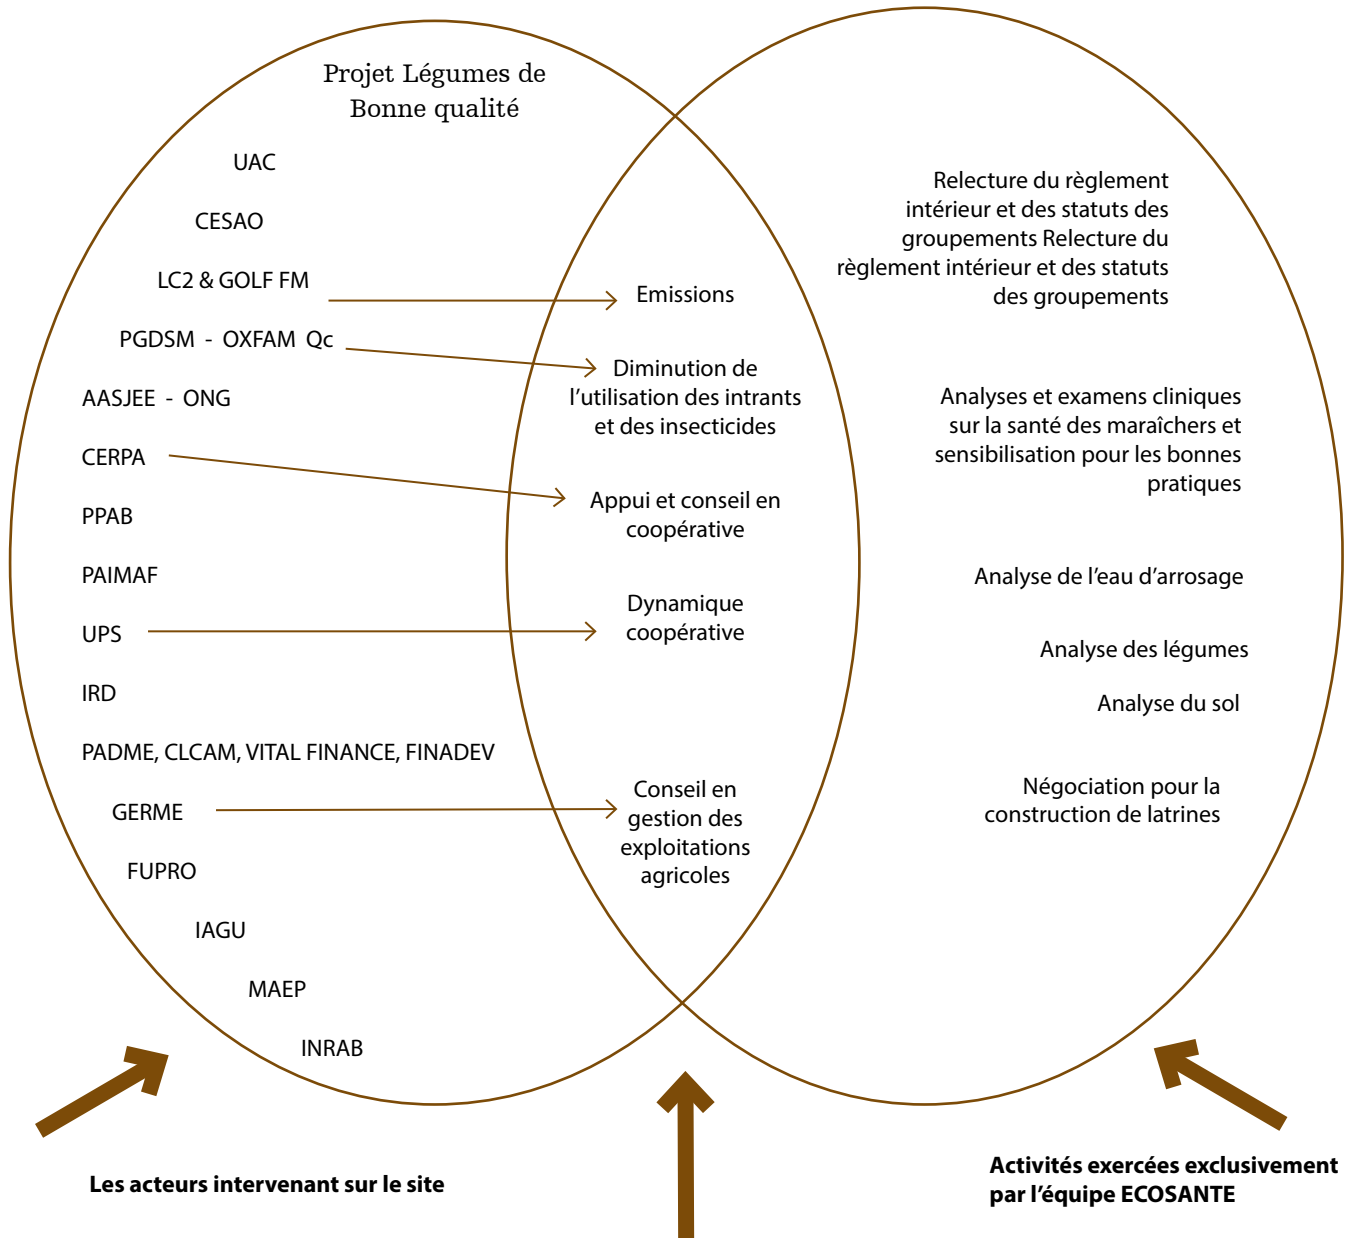 Projet Légumes de
Bonne qualité
UAC
CESAO
LC2 & GOLF FM
PGDSM - OXFAM Qc
AASJEE - ONG
CERPA
PPAB
PAIMAF
UPS
IRD
PADME, CLCAM, VITAL FINANCE, FINADEV
GERME
FUPRO
IAGU
MAEP
INRAB
Emissions
Diminution de
l’utilisation des intrants
et des insecticides
Appui et conseil en
coopérative
Dynamique
coopérative
Conseil en
gestion des
exploitations
agricoles
Relecture du règlement
intérieur et des statuts des
groupements Relecture du
règlement intérieur et des statuts
des groupements
Analyses et examens cliniques
sur la santé des maraîchers et
sensibilisation pour les bonnes
pratiques
Analyse de l’eau d’arrosage
Analyse des légumes
Analyse du sol
Négociation pour la
construction de latrines
Les acteurs intervenant sur le site
Activités exercées exclusivement
par l’équipe ECOSANTE